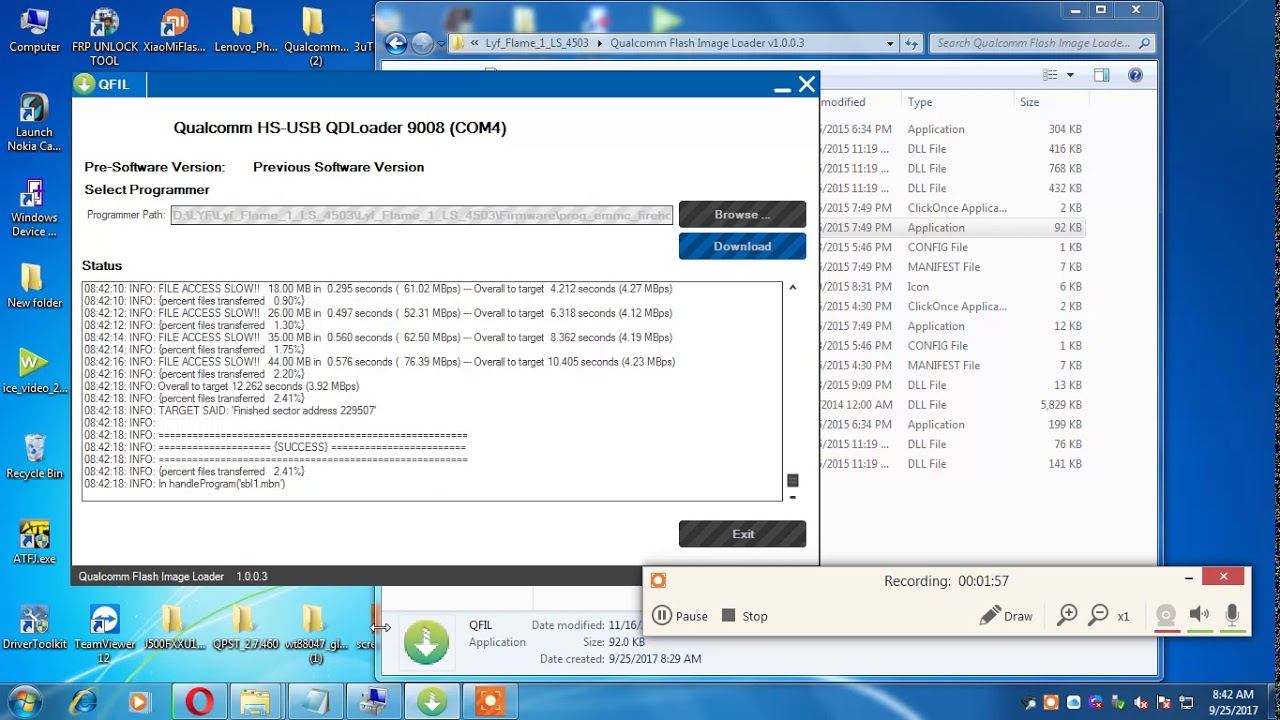 Computer
FRP UNLOCK TOOL
XiaoMiFlas...
Lenovo_Ph...
Qualcomm... (2)
3uT
Launch Nokia Ca...
Windows Device ...
New folder
ice_video_2...
Recycle Bin
ATFJ.exe
DriverToolkit
TeamViewer 12
J500FXXU1...
QPST_2.7.460
wt88047_gl... (1)
scre
« Lyf_Flame_1_LS_4503 Qualcomm Flash Image Loader v1.0.0.3
Search Qualcomm Flash Image Loade...
QFIL
Qualcomm HS-USB QDLoader 9008 (COM4)
Pre-Software Version: Previous Software Version
Select Programmer
Programmer Path: D:\LYF\Lyf_Flame_1_LS_4503\Lyf_Flame_1_LS_4503\Firmware\prog_emmc_fireho
Browse ...
Download
Status
08:42:10: INFO: FILE ACCESS SLOW!! 18.00 MB in 0.295 seconds ( 61.02 MBps) --- Overall to target 4.212 seconds (4.27 MBps)
08:42:10: INFO: {percent files transferred 0.90%}
08:42:12: INFO: FILE ACCESS SLOW!! 26.00 MB in 0.497 seconds ( 52.31 MBps) --- Overall to target 6.318 seconds (4.12 MBps)
08:42:12: INFO: {percent files transferred 1.30%}
08:42:14: INFO: FILE ACCESS SLOW!! 35.00 MB in 0.560 seconds ( 62.50 MBps) --- Overall to target 8.362 seconds (4.19 MBps)
08:42:14: INFO: {percent files transferred 1.75%}
08:42:16: INFO: FILE ACCESS SLOW!! 44.00 MB in 0.576 seconds ( 76.39 MBps) --- Overall to target 10.405 seconds (4.23 MBps)
08:42:16: INFO: {percent files transferred 2.20%}
08:42:18: INFO: Overall to target 12.262 seconds (3.92 MBps)
08:42:18: INFO: {percent files transferred 2.41%}
08:42:18: INFO: TARGET SAID: 'Finished sector address 229507'
08:42:18: INFO:
08:42:18: INFO: =======================================================
08:42:18: INFO: ==================== {SUCCESS} ========================
08:42:18: INFO: =======================================================
08:42:18: INFO: {percent files transferred 2.41%}
08:42:18: INFO: In handleProgram('sbl1.mbn')
Exit
Qualcomm Flash Image Loader 1.0.0.3
modified Type Size
5/2015 6:34 PM Application 304 KB
5/2015 11:19 ... DLL File 416 KB
5/2015 11:19 ... DLL File 768 KB
5/2015 11:19 ... DLL File 432 KB
5/2015 7:49 PM ClickOnce Applica... 2 KB
5/2015 7:49 PM Application 92 KB
/2015 5:46 PM CONFIG File 1 KB
5/2015 7:49 PM MANIFEST File 7 KB
/2015 8:31 PM Icon 6 KB
/2015 4:30 PM ClickOnce Applica... 2 KB
5/2015 7:49 PM Application 12 KB
/2015 5:46 PM CONFIG File 1 KB
/2015 4:30 PM MANIFEST File 7 KB
/2015 9:09 PM DLL File 13 KB
/2014 12:00 AM DLL File 5,829 KB
5/2015 6:34 PM Application 199 KB
5/2015 11:19 ... DLL File 76 KB
5/2015 11:19 ... DLL File 141 KB
Recording: 00:01:57
Pause
Stop
Draw
x1
QFIL Date modified: 11/16/
Application Size: 92.0 KB
Date created: 9/25/2017 8:29 AM
8:42 AM
9/25/2017